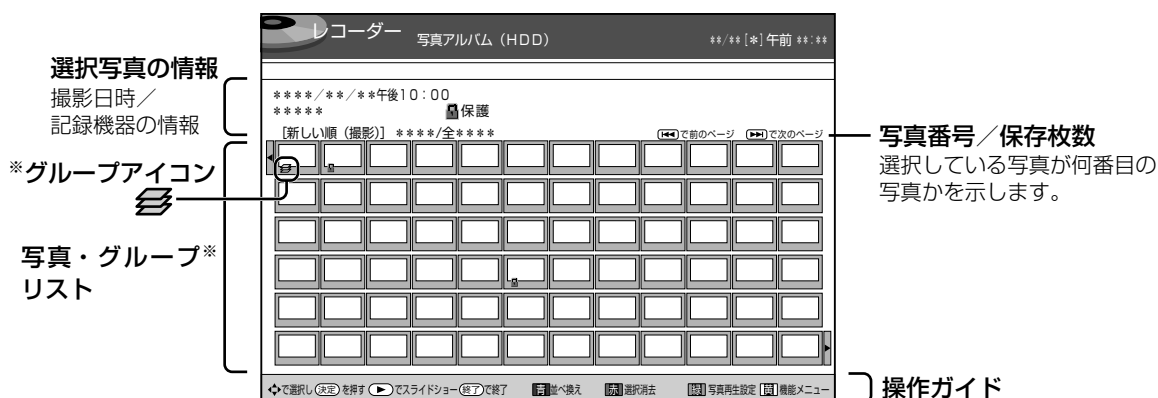 レコーダー 写真アルバム（HDD） **/**[*]午前 **:**
選択写真の情報
撮影日時／
記録機器の情報
****/**/**午後10:00
***** 保護
[新しい順（撮影）] ****/全**** で前のページ で次のページ
写真番号／保存枚数
選択している写真が何番目の
写真かを示します。
※グループアイコン
写真・グループ※
リスト
で選択し 決定 を押す でスライドショー 終了 で終了 青 並べ換え 赤 選択消去 写真再生設定 機能メニュー
操作ガイド